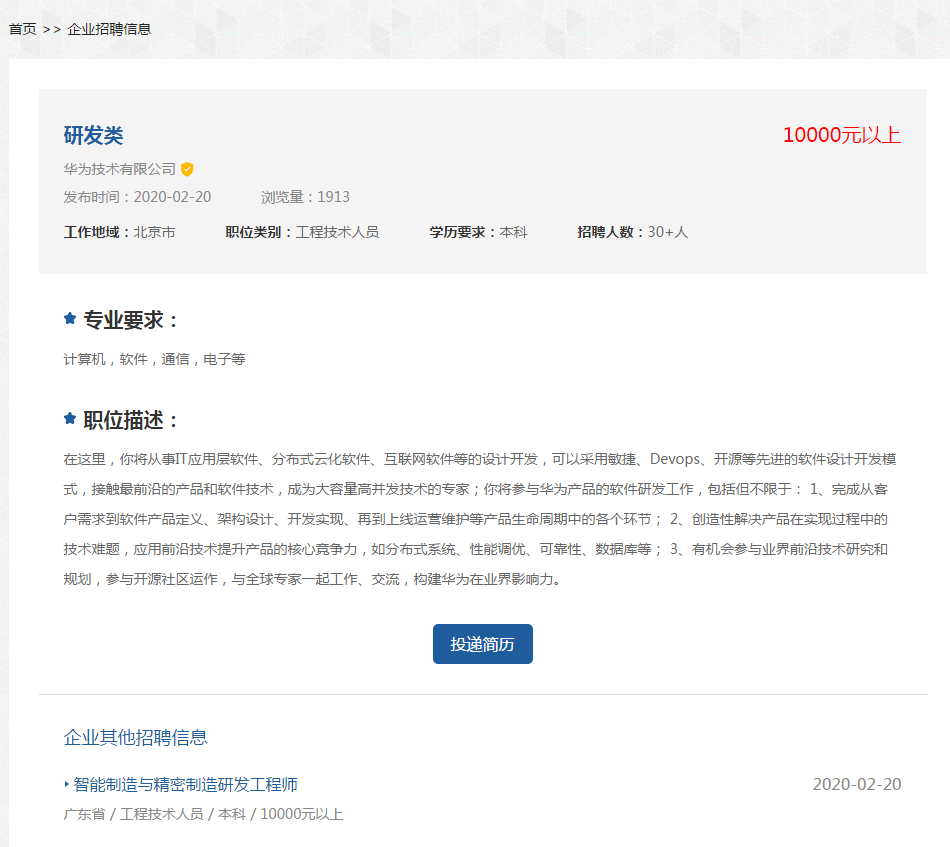 首页 >> 企业招聘信息
研发类
10000元以上
华为技术有限公司
发布时间：2020-02-20 浏览量：1913
工作地域：北京市 职位类别：工程技术人员 学历要求：本科 招聘人数：30+人
专业要求：
计算机，软件，通信，电子等
职位描述：
在这里，你将从事IT应用层软件、分布式云化软件、互联网软件等的设计开发，可以采用敏捷、Devops、开源等先进的软件设计开发模
式，接触最前沿的产品和软件技术，成为大容量高并发技术的专家；你将参与华为产品的软件研发工作，包括但不限于： 1、完成从客
户需求到软件产品定义、架构设计、开发实现、再到上线运营维护等产品生命周期中的各个环节； 2、创造性解决产品在实现过程中的
技术难题，应用前沿技术提升产品的核心竞争力，如分布式系统、性能调优、可靠性、数据库等； 3、有机会参与业界前沿技术研究和
规划，参与开源社区运作，与全球专家一起工作、交流，构建华为在业界影响力。
投递简历
企业其他招聘信息
智能制造与精密制造研发工程师 2020-02-20
广东省 / 工程技术人员 / 本科 / 10000元以上